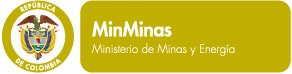 REPÚBLICA
DE COLOMBIA
MinMinas
Ministerio de Minas y Energía